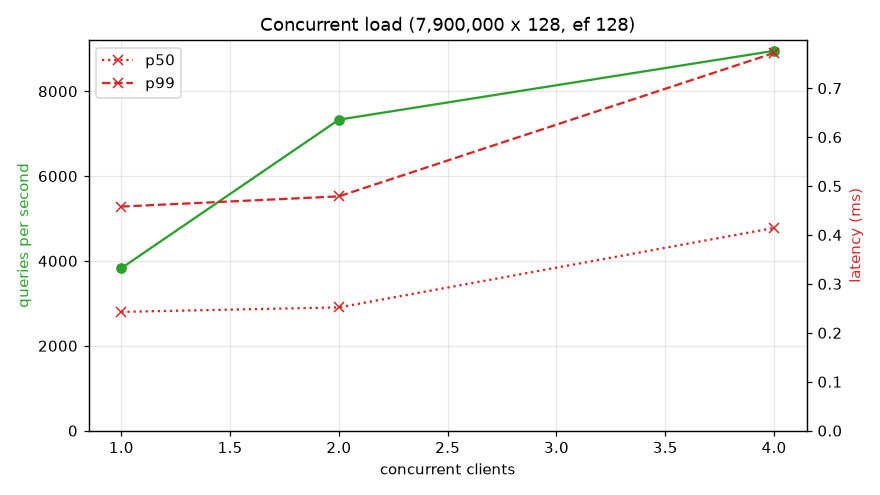 Concurrent load (7,900,000 x 128, ef 128)
p50
p99
8000
6000
4000
2000
0
queries per second
0.7
0.6
0.5
0.4
0.3
0.2
0.1
0.0
latency (ms)
1.0 1.5 2.0 2.5 3.0 3.5 4.0
concurrent clients